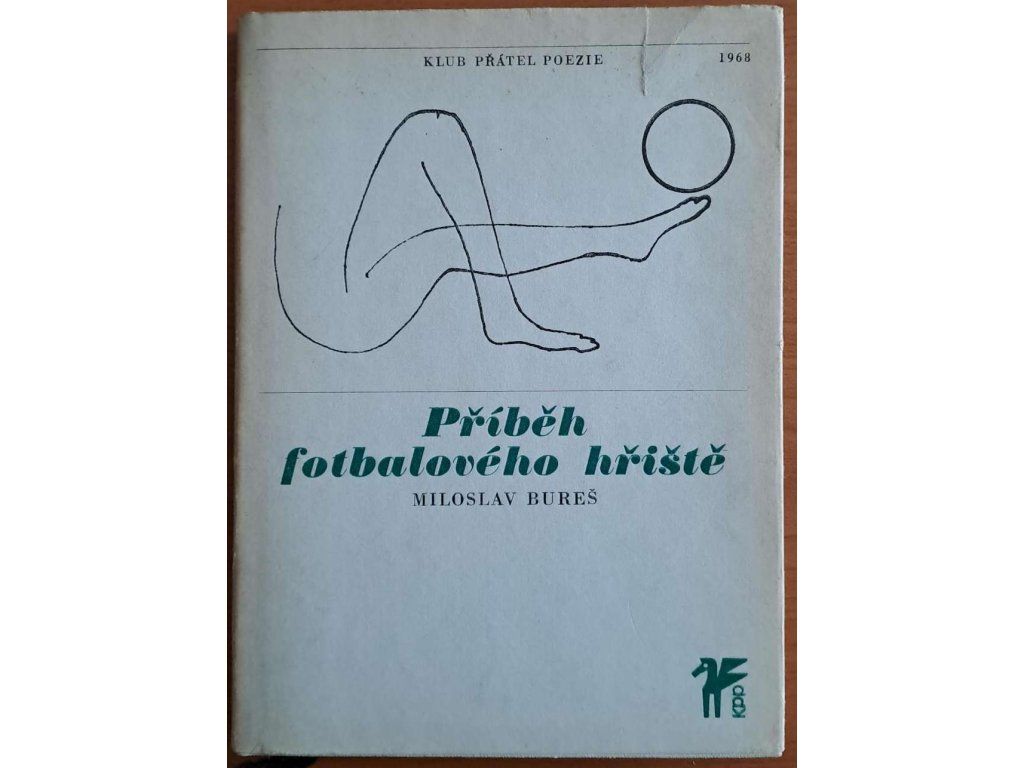 KLUB PŘÁTEL POEZIE 1968
Příběh
fotbalového hřiště
MILOSLAV BUREŠ
KPP